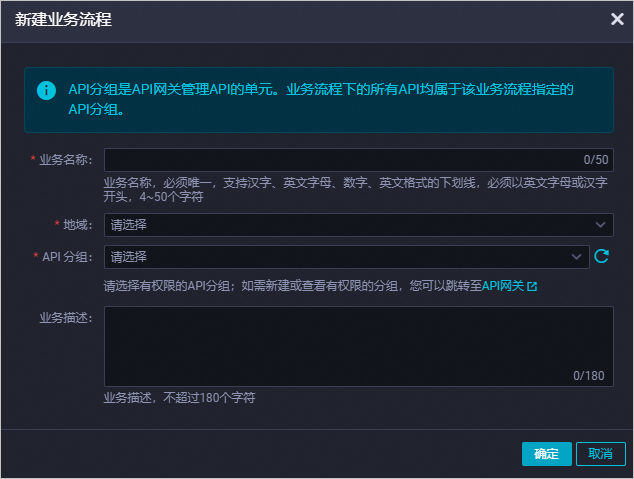 新建业务流程
API分组是API网关管理API的单元。业务流程下的所有API均属于该业务流程指定的
API分组。
* 业务名称:
0/50
业务名称，必须唯一，支持汉字、英文字母、数字、英文格式的下划线，必须以英文字母或汉字
开头，4~50个字符
* 地域:
请选择
* API 分组:
请选择
请选择有权限的API分组；如需新建或查看有权限的分组，您可以跳转至API网关
业务描述:
0/180
业务描述，不超过180个字符
确定
取消